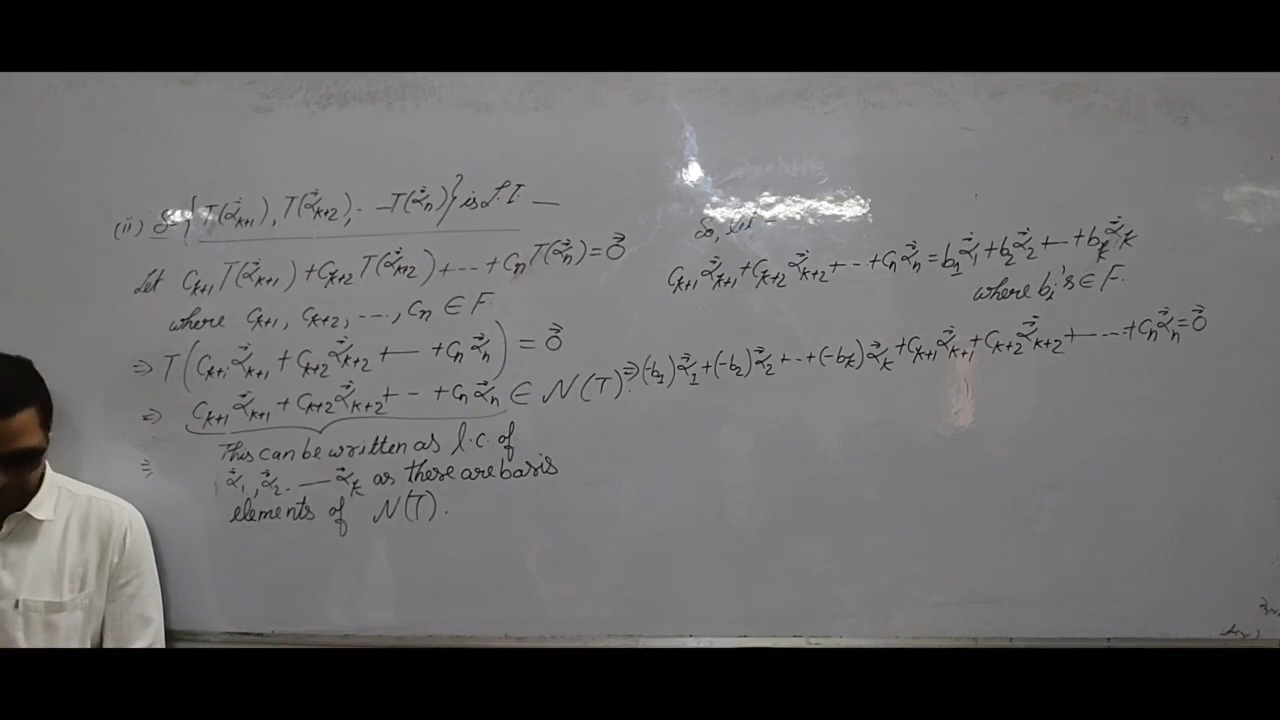 (ii) S={T(α⃗ₖ₊₁), T(α⃗ₖ₊₂), - - T(α⃗ₙ)} is L.I. —
Let Cₖ₊₁T(α⃗ₖ₊₁)+Cₖ₊₂T(α⃗ₖ₊₂)+---+CₙT(α⃗ₙ)=0⃗
where Cₖ₊₁, Cₖ₊₂, ---, Cₙ ∈ F.
⇒ T(Cₖ₊₁α⃗ₖ₊₁ + Cₖ₊₂α⃗ₖ₊₂ + — + Cₙα⃗ₙ) = 0⃗
⇒ Cₖ₊₁α⃗ₖ₊₁ + Cₖ₊₂α⃗ₖ₊₂ + - - + Cₙα⃗ₙ ∈ N(T).
This can be written as l.c. of
⇒ α⃗₁, α⃗₂ - — α⃗ₖ as these are basis
elements of N(T).
So, let -
Cₖ₊₁α⃗ₖ₊₁+Cₖ₊₂α⃗ₖ₊₂+--+Cₙα⃗ₙ=b₁α⃗₁+b₂α⃗₂+--+bₖα⃗ₖ
where bᵢ's ∈ F.
⇒(-b₁)α⃗₁+(-b₂)α⃗₂+--+(-bₖ)α⃗ₖ+Cₖ₊₁α⃗ₖ₊₁+Cₖ₊₂α⃗ₖ₊₂+---+Cₙα⃗ₙ=0⃗